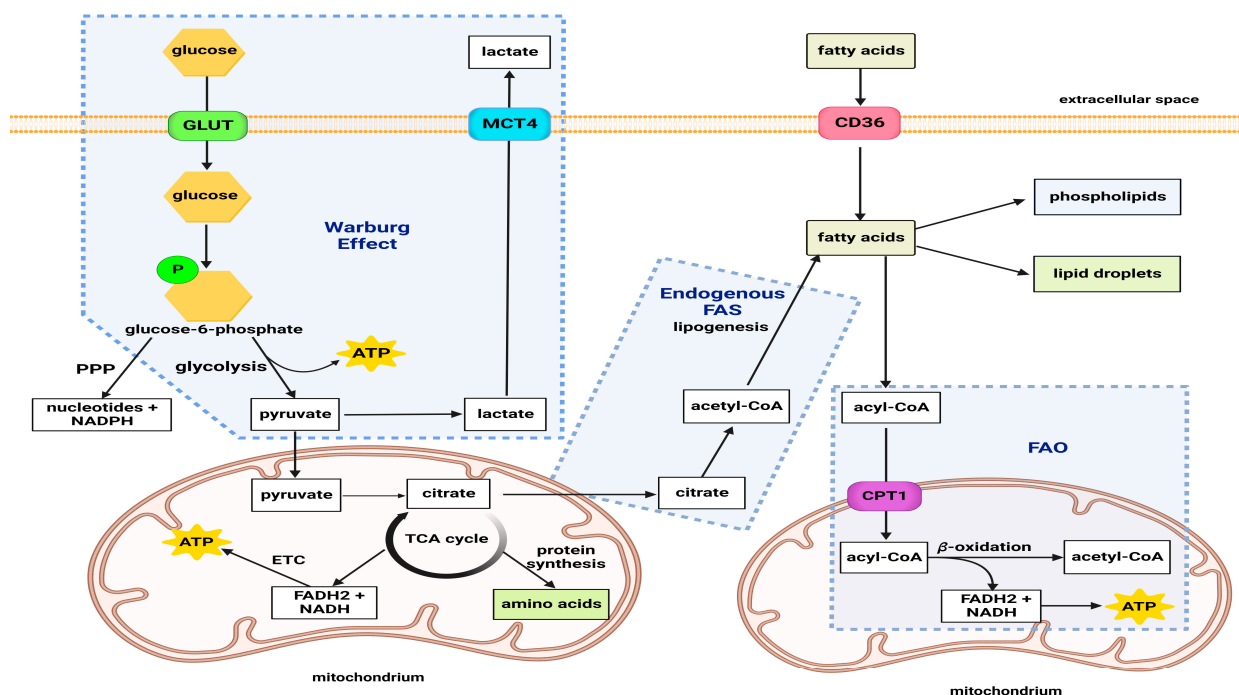 glucose
lactate
fatty acids
extracellular space
GLUT
MCT4
CD36
glucose
phospholipids
Warburg
Effect
fatty acids
P
lipid droplets
Endogenous
FAS
lipogenesis
glucose-6-phosphate
PPP
glycolysis
ATP
nucleotides +
NADPH
pyruvate
lactate
acetyl-CoA
acyl-CoA
FAO
pyruvate
citrate
citrate
CPT1
ATP
ETC
TCA cycle
protein
synthesis
acyl-CoA
β-oxidation
acetyl-CoA
FADH2 +
NADH
amino acids
FADH2 +
NADH
ATP
mitochondrium
mitochondrium